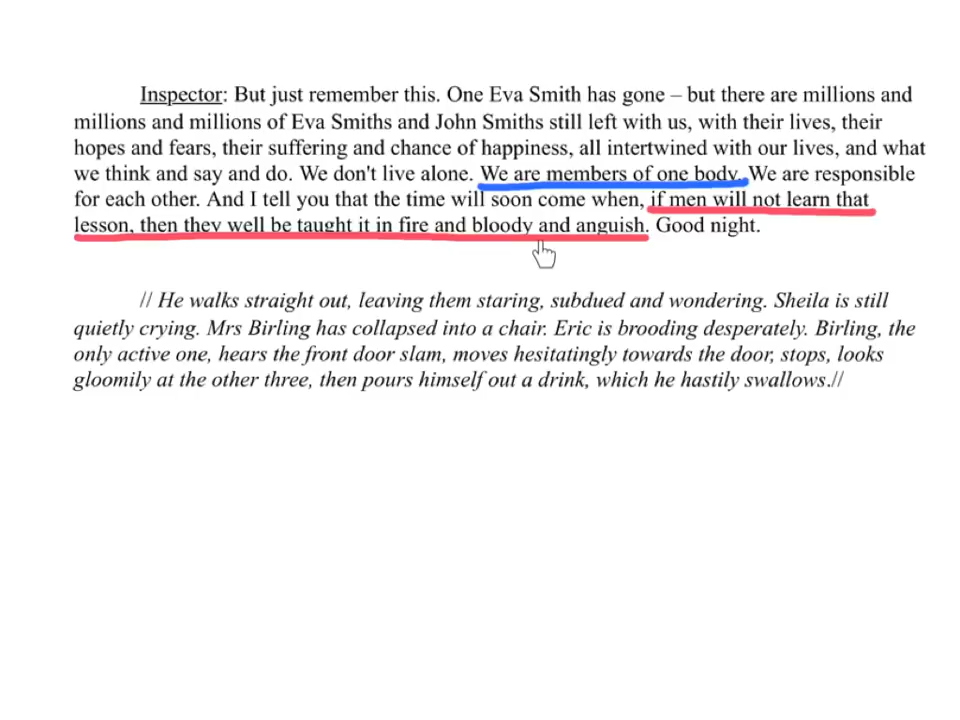 Inspector: But just remember this. One Eva Smith has gone – but there are millions and
millions and millions of Eva Smiths and John Smiths still left with us, with their lives, their
hopes and fears, their suffering and chance of happiness, all intertwined with our lives, and what
we think and say and do. We don't live alone. We are members of one body. We are responsible
for each other. And I tell you that the time will soon come when, if men will not learn that
lesson, then they well be taught it in fire and bloody and anguish. Good night.
// He walks straight out, leaving them staring, subdued and wondering. Sheila is still
quietly crying. Mrs Birling has collapsed into a chair. Eric is brooding desperately. Birling, the
only active one, hears the front door slam, moves hesitatingly towards the door, stops, looks
gloomily at the other three, then pours himself out a drink, which he hastily swallows.//